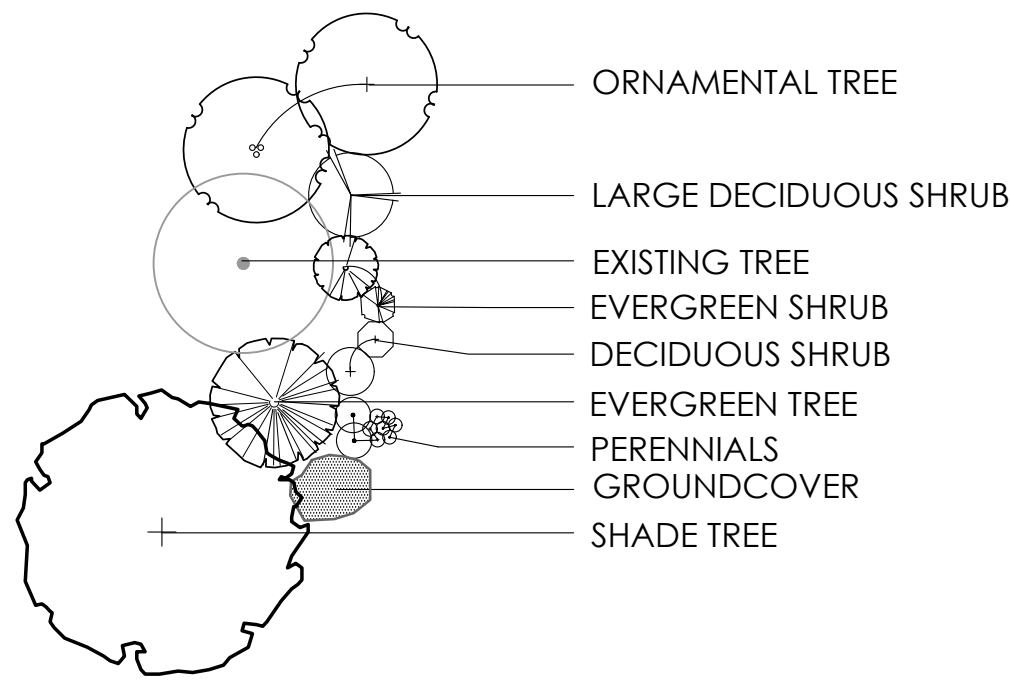 ORNAMENTAL TREE
LARGE DECIDUOUS SHRUB
EXISTING TREE
EVERGREEN SHRUB
DECIDUOUS SHRUB
EVERGREEN TREE
PERENNIALS
GROUNDCOVER
SHADE TREE